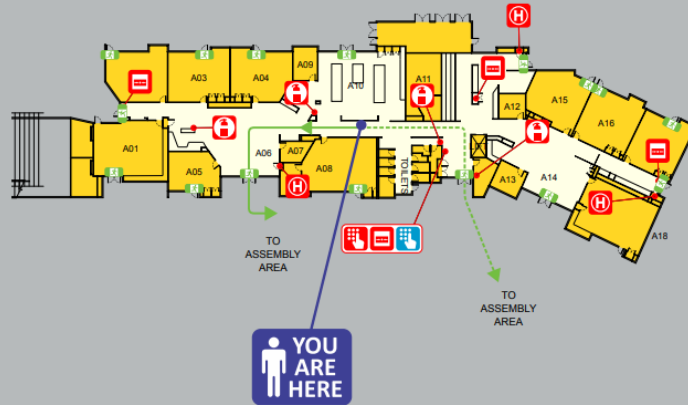 H
A09
A03
A04
A10
A11
A15
A12
A16
A01
A07
A06
A08
A05
TOILETS
A13
A14
H
H
A18
TO
ASSEMBLY
AREA
TO
ASSEMBLY
AREA
YOU
ARE
HERE